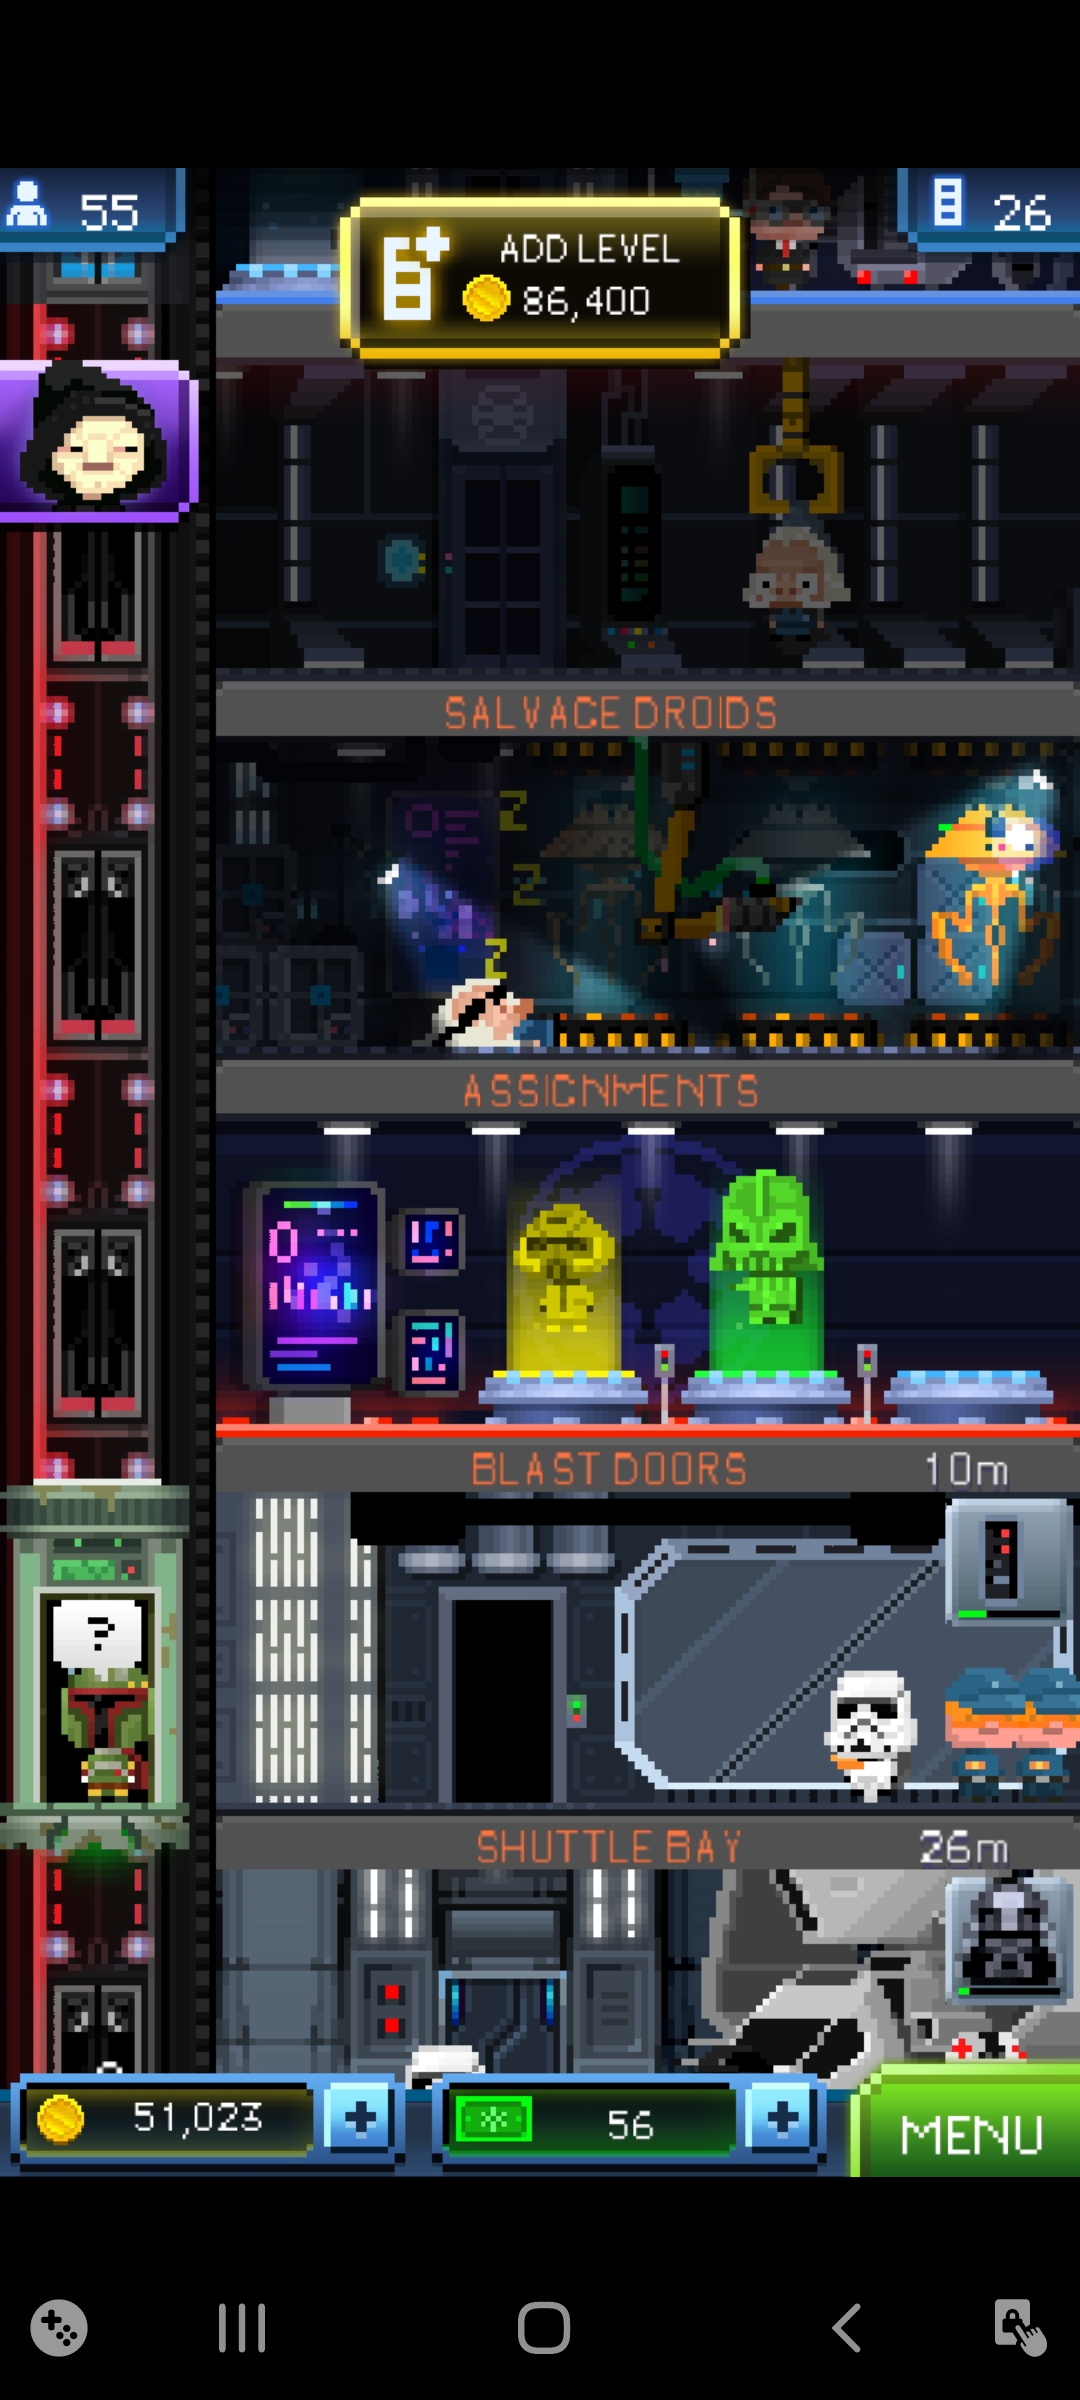 55
ADD LEVEL
86,400
26
SALVAGE DROIDS
Z
Z
Z
ASSIGNMENTS
BLAST DOORS 10m
?
SHUTTLE BAY 26m
51,023
+
56
+
MENU